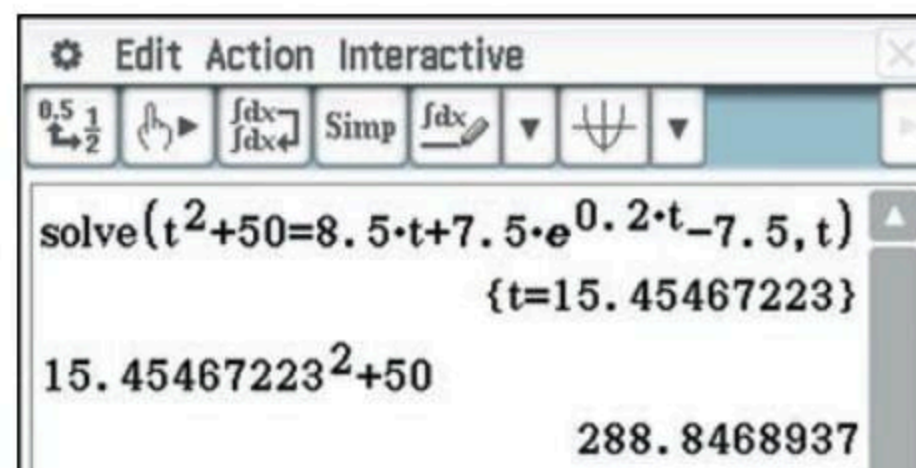 Edit Action Interactive
0.5 1/2 ∫dx ∫dx Simp ∫dx
solve(t²+50=8.5·t+7.5·e^0.2·t−7.5,t)
{t=15.45467223}
15.45467223²+50
288.8468937